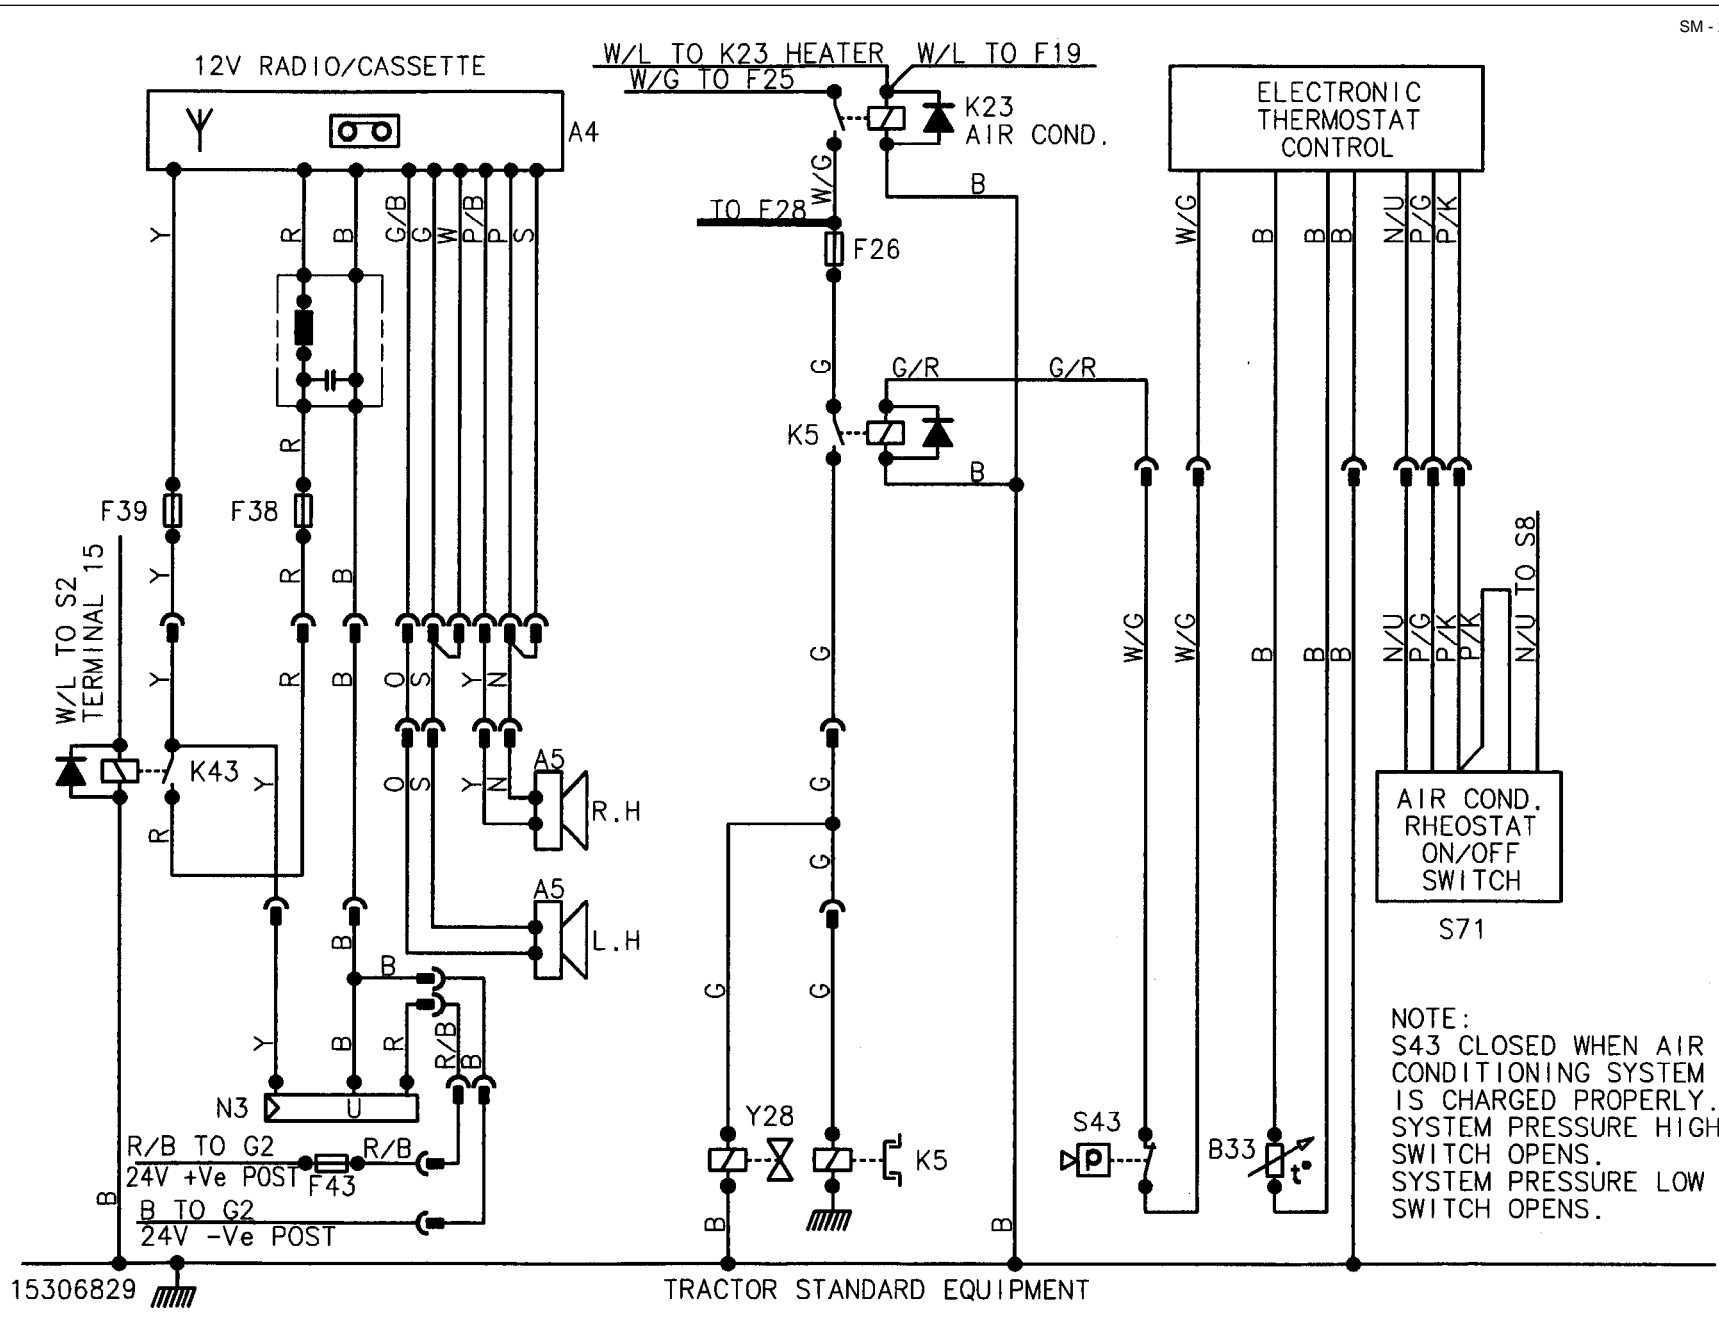 SM -
12V RADIO/CASSETTE
A4
Y
R
B
G/B
G
W
P/B
P
S
R
F39
F38
W/L TO S2
TERMINAL 15
Y
R
B
Y
R
B
O
S
Y
N
K43
R
Y
O
S
Y
N
A5
R.H
A5
L.H
B
B
Y
B
R
R/B
B
N3
U
R/B TO G2
24V +Ve POST
F43
R/B
B
B TO G2
24V -Ve POST
15306829
W/L TO K23 HEATER
W/L TO F19
W/G TO F25
K23
AIR COND.
W/G
B
TO F28
F26
G
G/R
G/R
K5
B
G
G
G
G
G
Y28
K5
B
B
TRACTOR STANDARD EQUIPMENT
ELECTRONIC
THERMOSTAT
CONTROL
W/G
B
B
B
N/U
P/G
P/K
W/G
W/G
B
B
B
N/U
P/G
P/K
P/K
N/U TO S8
AIR COND.
RHEOSTAT
ON/OFF
SWITCH
S71
S43
P
B33
t°
NOTE:
S43 CLOSED WHEN AIR
CONDITIONING SYSTEM
IS CHARGED PROPERLY.
SYSTEM PRESSURE HIGH
SWITCH OPENS.
SYSTEM PRESSURE LOW
SWITCH OPENS.